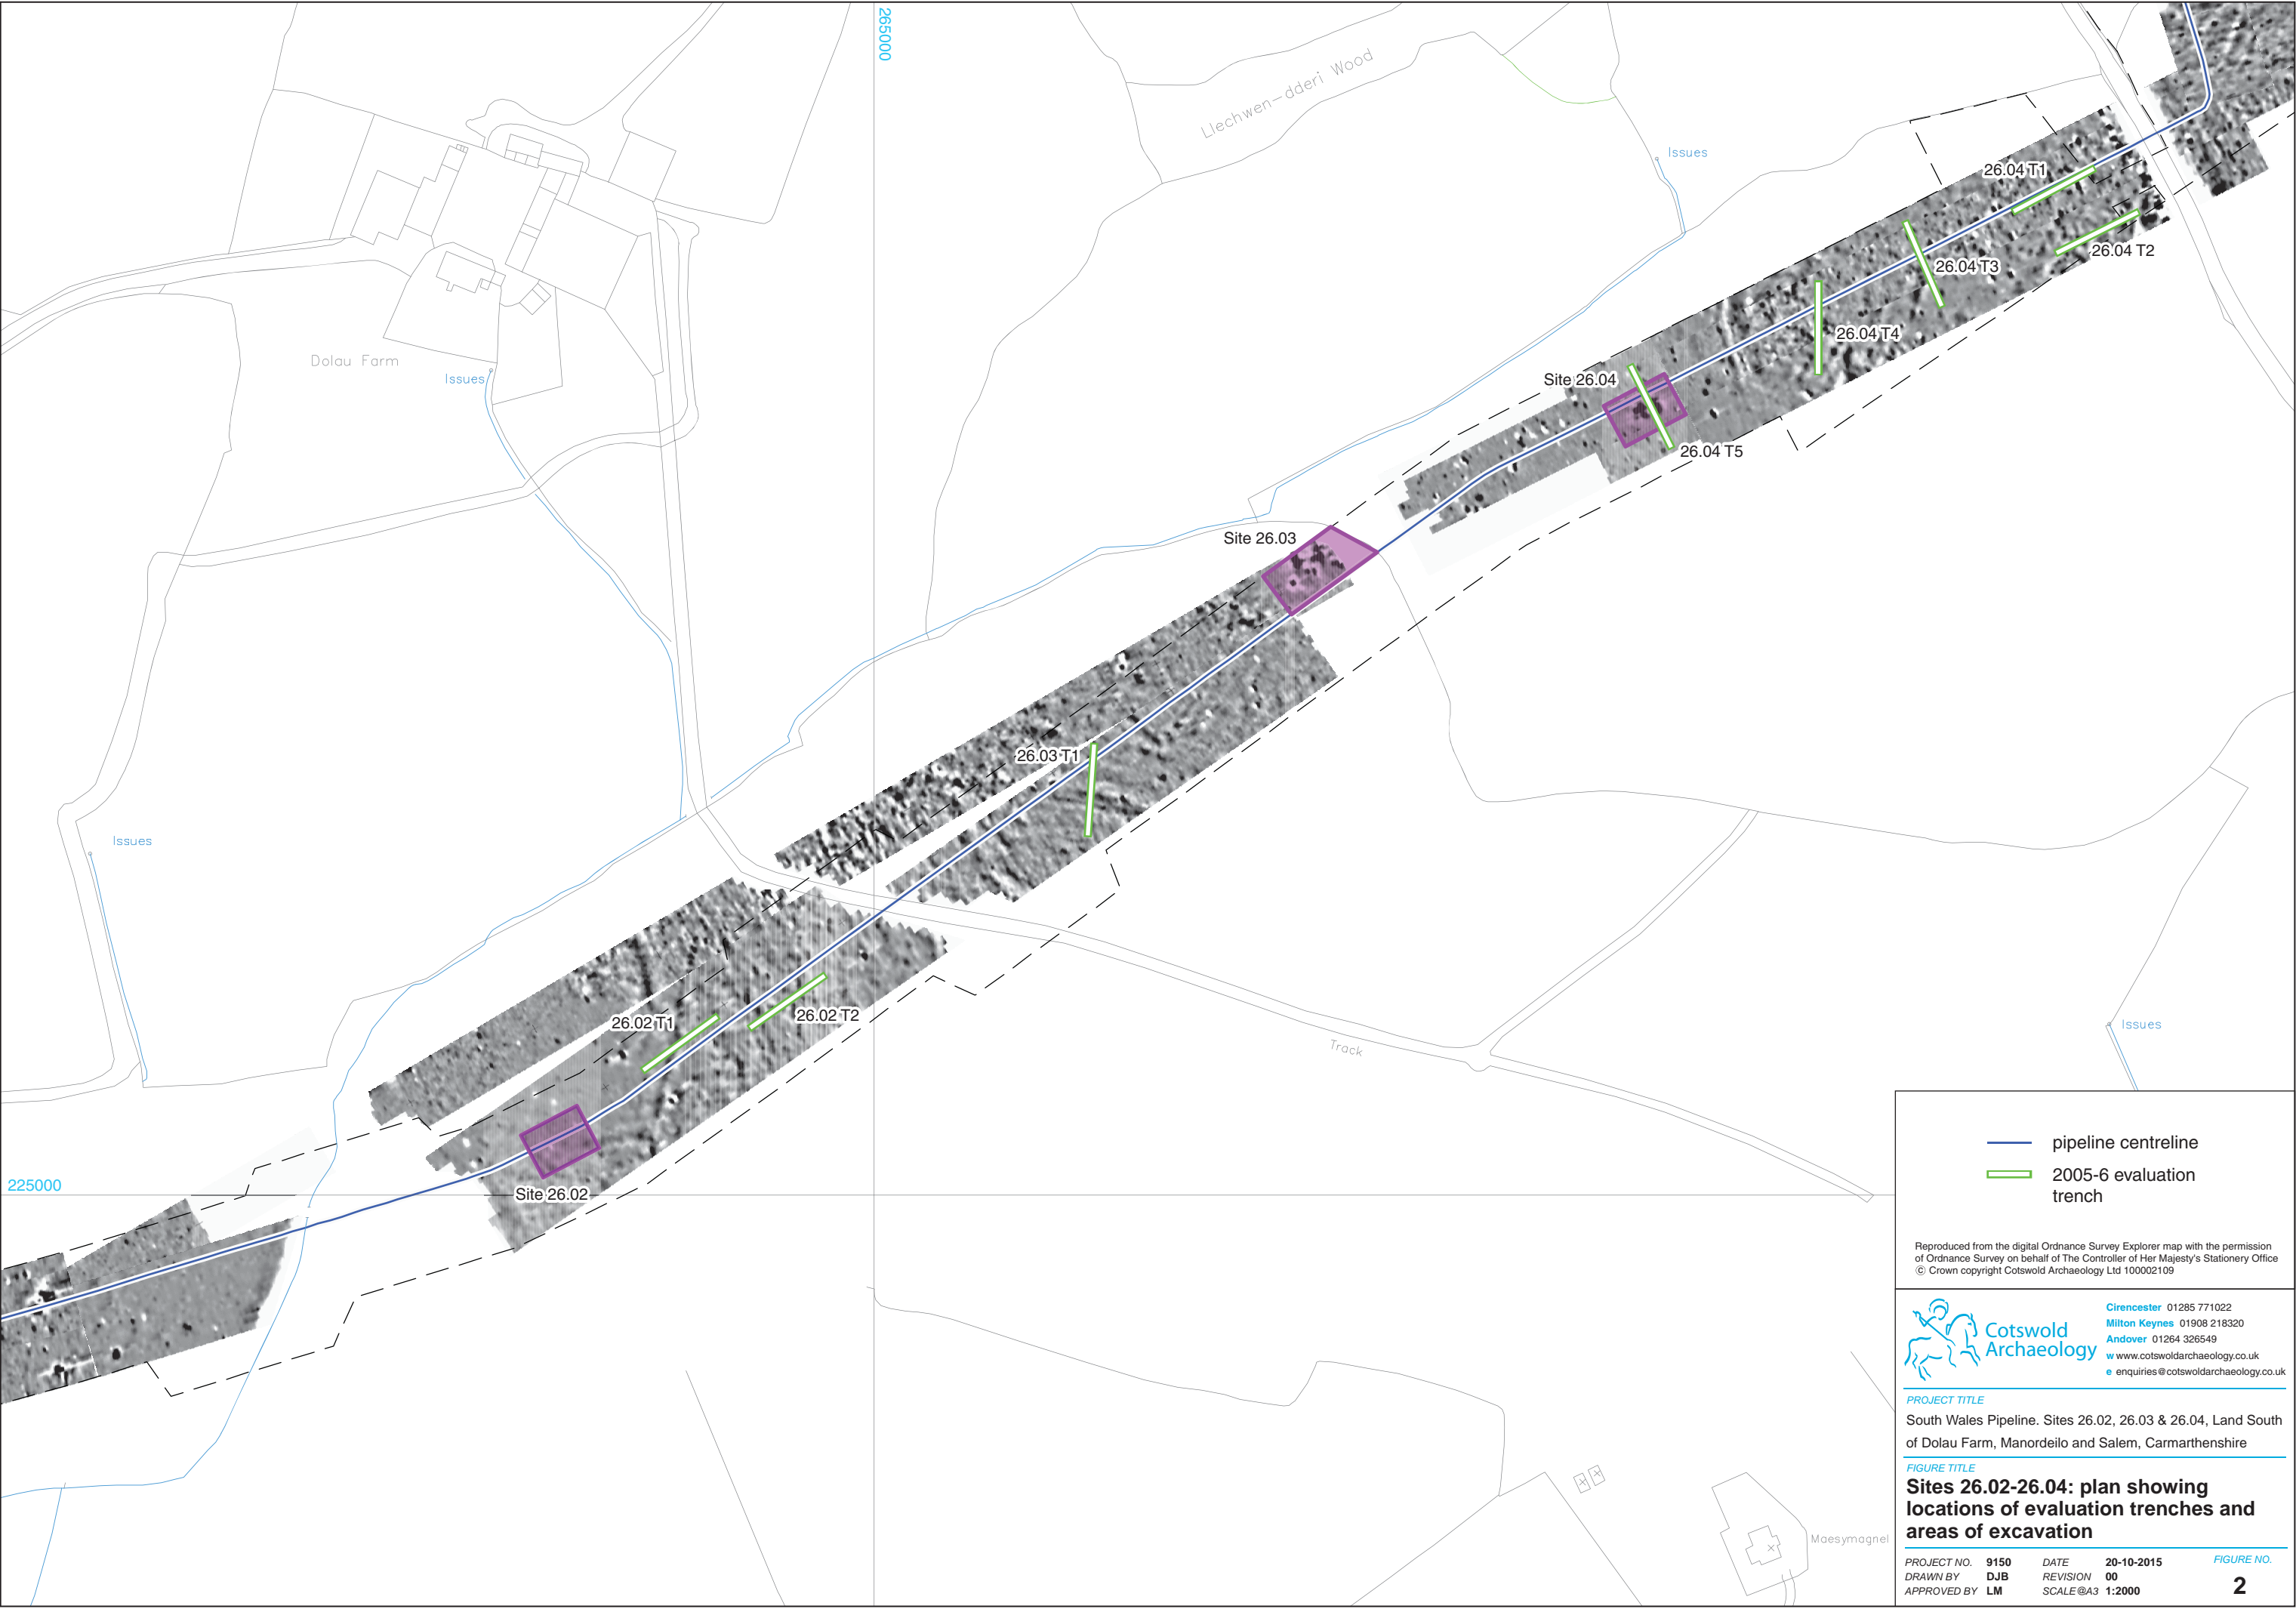 265000
Llechwen-dderi Wood
Issues
26.04 T1
26.04 T2
26.04 T3
26.04 T4
Dolau Farm
Issues
Site 26.04
26.04 T5
Site 26.03
26.03 T1
Issues
26.02 T1
26.02 T2
Track
Issues
225000
Site 26.02
Maesymagnel
pipeline centreline
2005-6 evaluation
trench
Reproduced from the digital Ordnance Survey Explorer map with the permission
of Ordnance Survey on behalf of The Controller of Her Majesty's Stationery Office
© Crown copyright Cotswold Archaeology Ltd 100002109
Cotswold
Archaeology
Cirencester 01285 771022
Milton Keynes 01908 218320
Andover 01264 326549
w www.cotswoldarchaeology.co.uk
e enquiries@cotswoldarchaeology.co.uk
PROJECT TITLE
South Wales Pipeline. Sites 26.02, 26.03 & 26.04, Land South
of Dolau Farm, Manordeilo and Salem, Carmarthenshire
FIGURE TITLE
Sites 26.02-26.04: plan showing
locations of evaluation trenches and
areas of excavation
PROJECT NO. 9150 DATE 20-10-2015 FIGURE NO.
DRAWN BY DJB REVISION 00
APPROVED BY LM SCALE@A3 1:2000 2